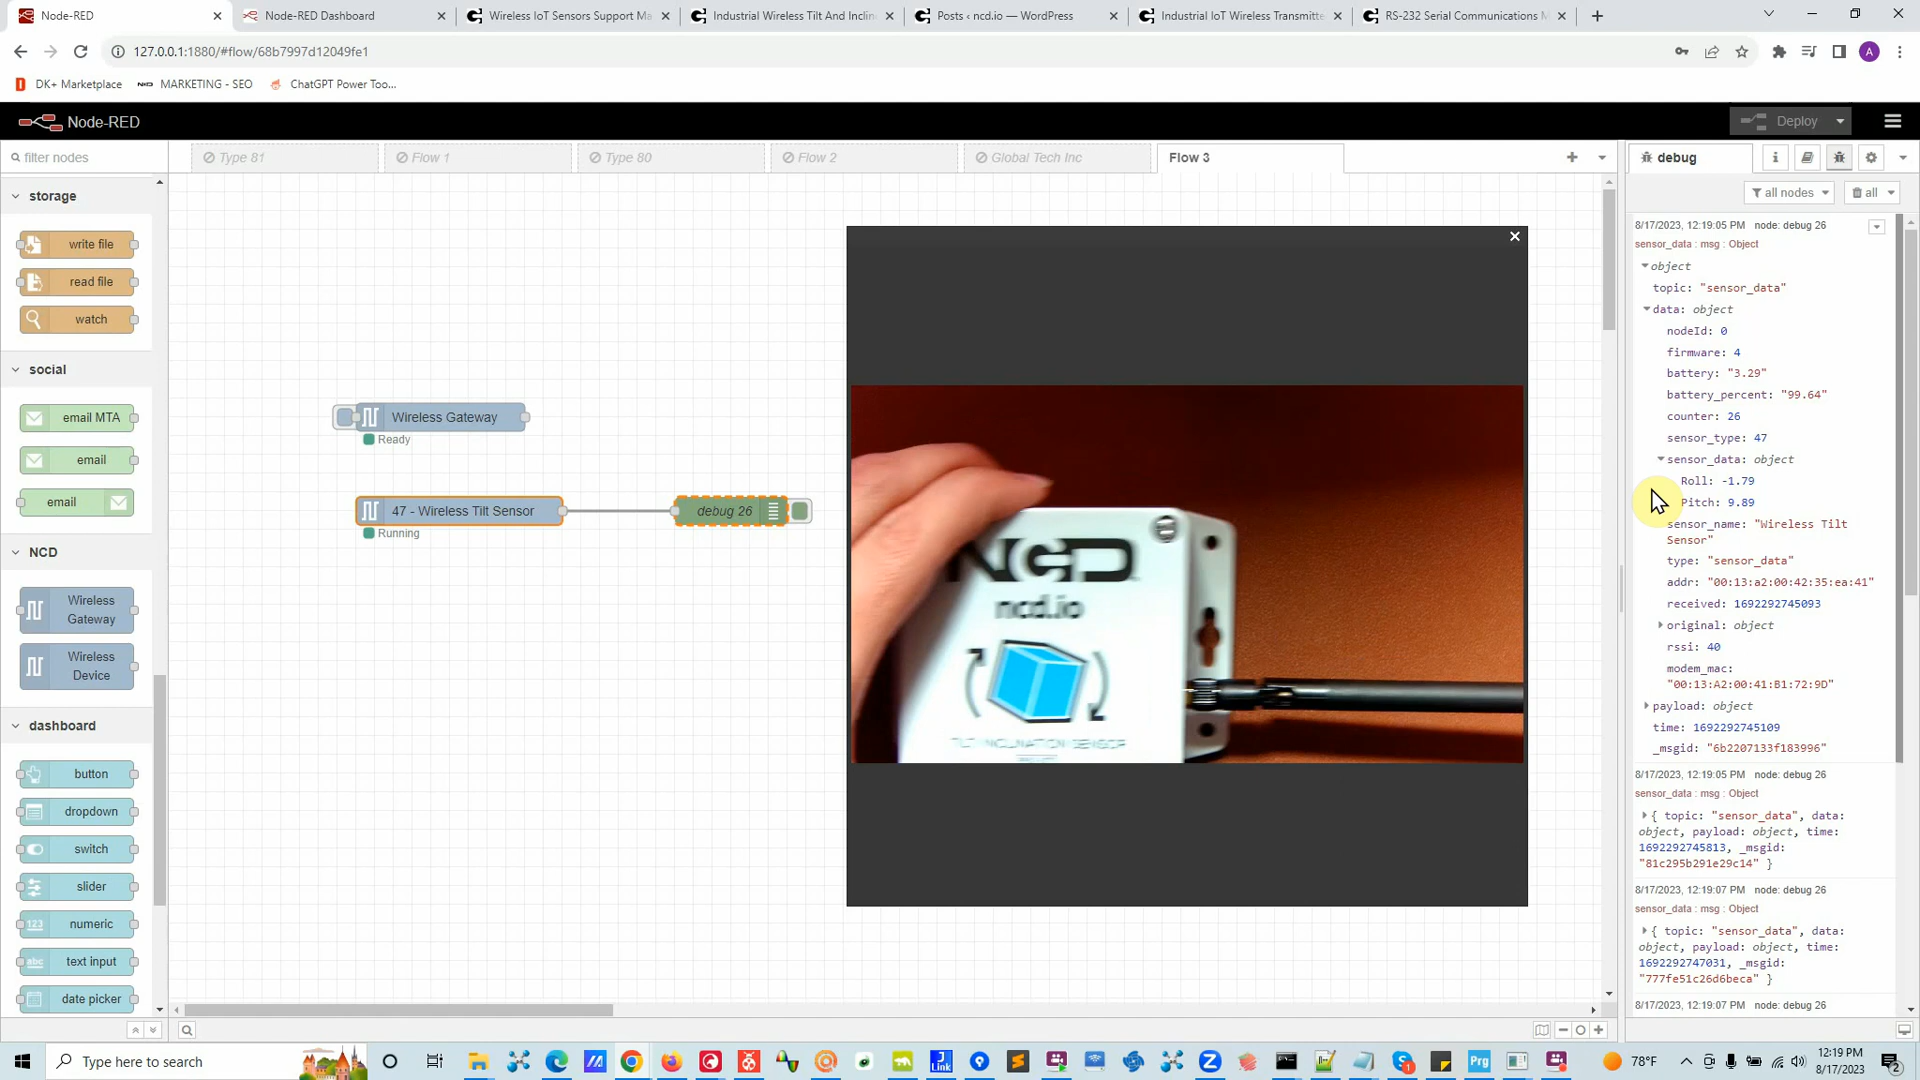 Node-RED
Node-RED Dashboard
Wireless IoT Sensors Support Ma
Industrial Wireless Tilt And Inclin
Posts ‹ ncd.io — WordPress
Industrial IoT Wireless Transmitte
RS-232 Serial Communications M
127.0.0.1:1880/#flow/68b7997d12049fe1
A
DK+ Marketplace
MARKETING - SEO
ChatGPT Power Too...
Node-RED
Deploy
filter nodes
Type 81
Flow 1
Type 80
Flow 2
Global Tech Inc
Flow 3
debug
all nodes
all
storage
write file
read file
watch
social
email MTA
email
email
NCD
Wireless
Gateway
Wireless
Device
dashboard
button
dropdown
switch
slider
numeric
text input
date picker
Wireless Gateway
Ready
47 - Wireless Tilt Sensor
Running
debug 26
NCD
ncd.io
TILT INCLINATION SENSOR
8/17/2023, 12:19:05 PM node: debug 26
sensor_data : msg : Object
object
topic: "sensor_data"
data: object
nodeId: 0
firmware: 4
battery: "3.29"
battery_percent: "99.64"
counter: 26
sensor_type: 47
sensor_data: object
Roll: -1.79
Pitch: 9.89
sensor_name: "Wireless Tilt
Sensor"
type: "sensor_data"
addr: "00:13:a2:00:42:35:ea:41"
received: 1692292745093
original: object
rssi: 40
modem_mac:
"00:13:A2:00:41:B1:72:9D"
payload: object
time: 1692292745109
_msgid: "6b2207133f183996"
8/17/2023, 12:19:05 PM node: debug 26
sensor_data : msg : Object
{ topic: "sensor_data", data:
object, payload: object, time:
1692292745813, _msgid:
"81c295b291e29c14" }
8/17/2023, 12:19:07 PM node: debug 26
sensor_data : msg : Object
{ topic: "sensor_data", data:
object, payload: object, time:
1692292747031, _msgid:
"777fe51c26d6beca" }
8/17/2023, 12:19:07 PM node: debug 26
Type here to search
78°F
12:19 PM
8/17/2023